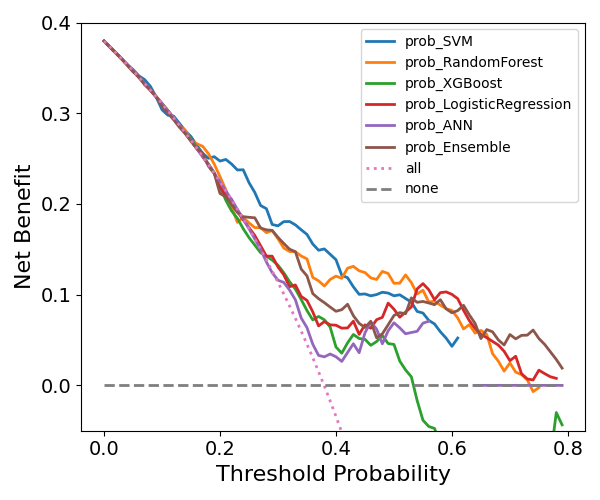 0.4
0.3
0.2
0.1
0.0
Net Benefit
prob_SVM
prob_RandomForest
prob_XGBoost
prob_LogisticRegression
prob_ANN
prob_Ensemble
all
none
0.0 0.2 0.4 0.6 0.8
Threshold Probability